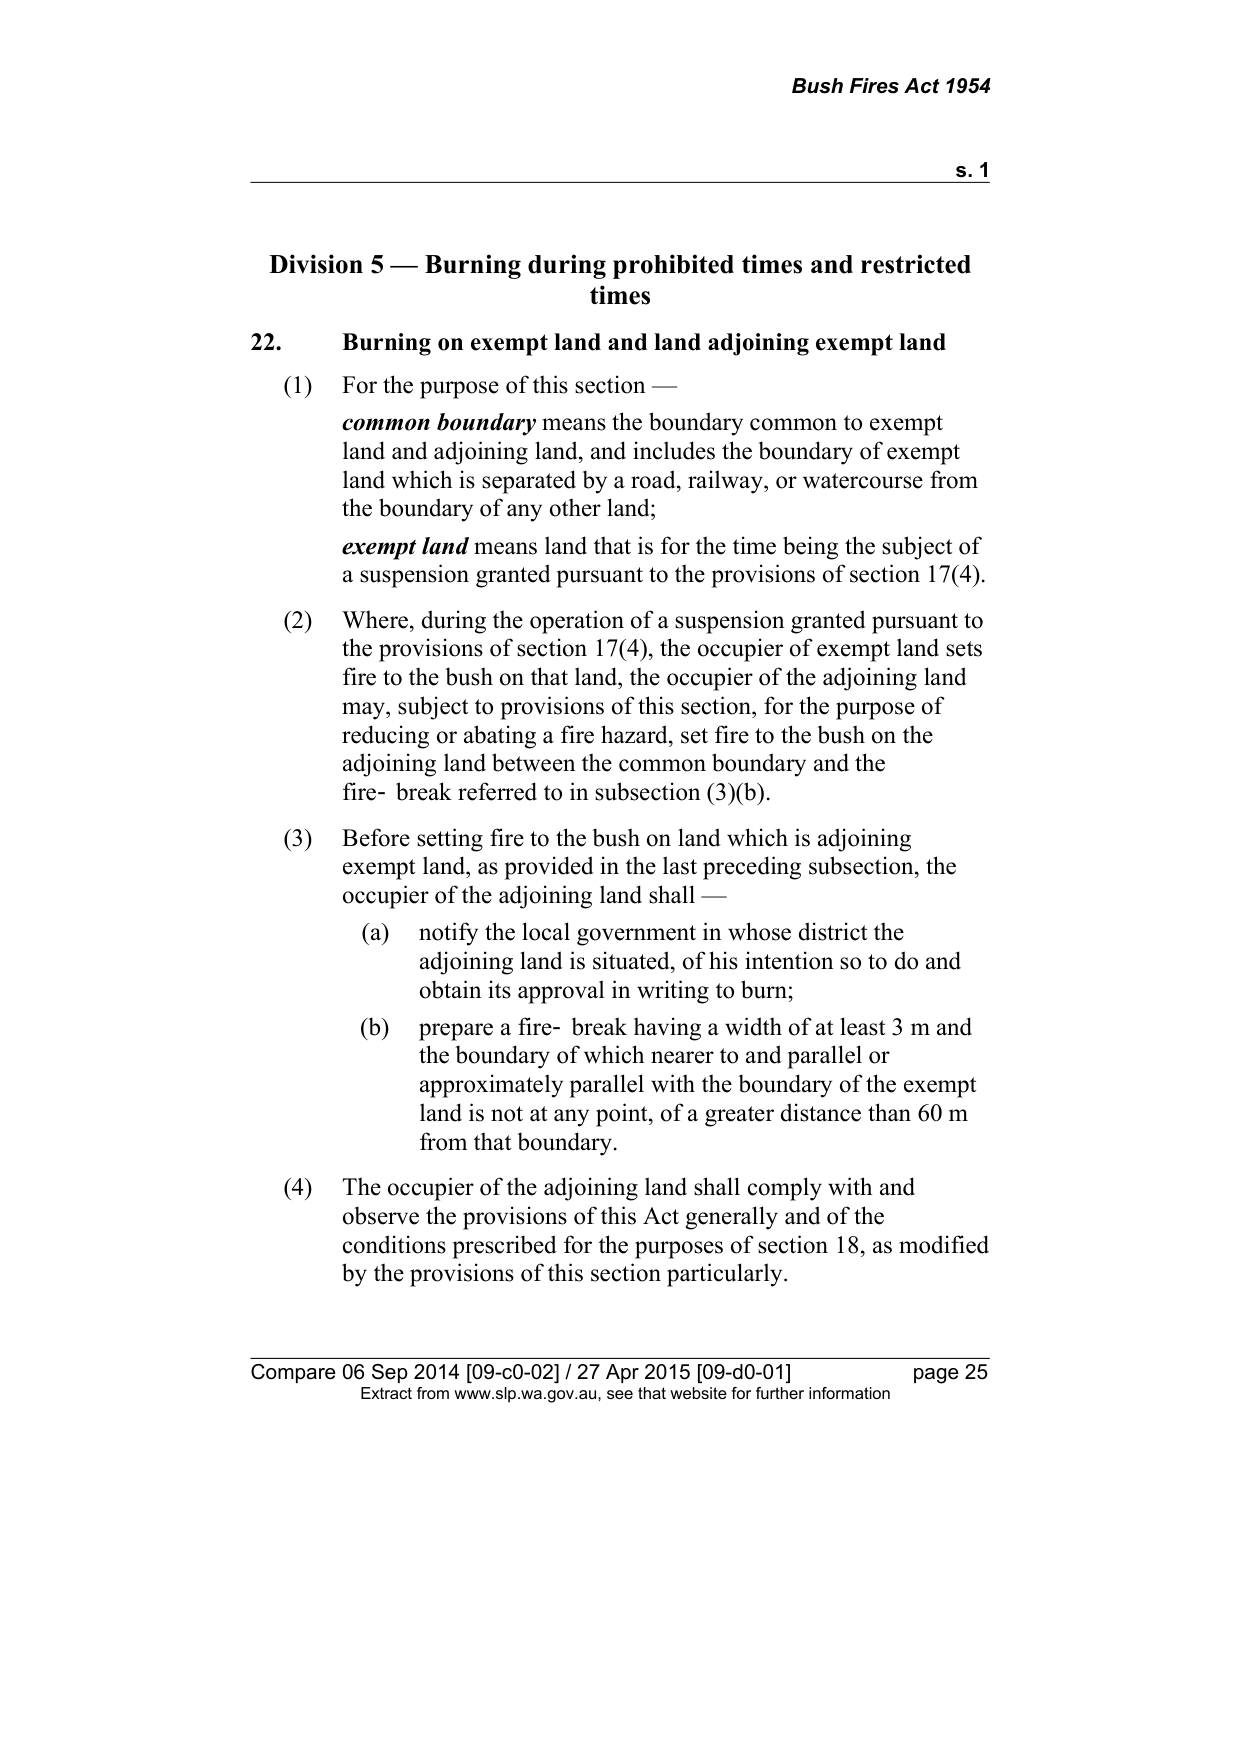 Bush Fires Act 1954
s. 1
Division 5 — Burning during prohibited times and restricted
times
22. Burning on exempt land and land adjoining exempt land
(1) For the purpose of this section —
common boundary means the boundary common to exempt
land and adjoining land, and includes the boundary of exempt
land which is separated by a road, railway, or watercourse from
the boundary of any other land;
exempt land means land that is for the time being the subject of
a suspension granted pursuant to the provisions of section 17(4).
(2) Where, during the operation of a suspension granted pursuant to
the provisions of section 17(4), the occupier of exempt land sets
fire to the bush on that land, the occupier of the adjoining land
may, subject to provisions of this section, for the purpose of
reducing or abating a fire hazard, set fire to the bush on the
adjoining land between the common boundary and the
fire- break referred to in subsection (3)(b).
(3) Before setting fire to the bush on land which is adjoining
exempt land, as provided in the last preceding subsection, the
occupier of the adjoining land shall —
(a) notify the local government in whose district the
adjoining land is situated, of his intention so to do and
obtain its approval in writing to burn;
(b) prepare a fire- break having a width of at least 3 m and
the boundary of which nearer to and parallel or
approximately parallel with the boundary of the exempt
land is not at any point, of a greater distance than 60 m
from that boundary.
(4) The occupier of the adjoining land shall comply with and
observe the provisions of this Act generally and of the
conditions prescribed for the purposes of section 18, as modified
by the provisions of this section particularly.
Compare 06 Sep 2014 [09-c0-02] / 27 Apr 2015 [09-d0-01] page 25
Extract from www.slp.wa.gov.au, see that website for further information